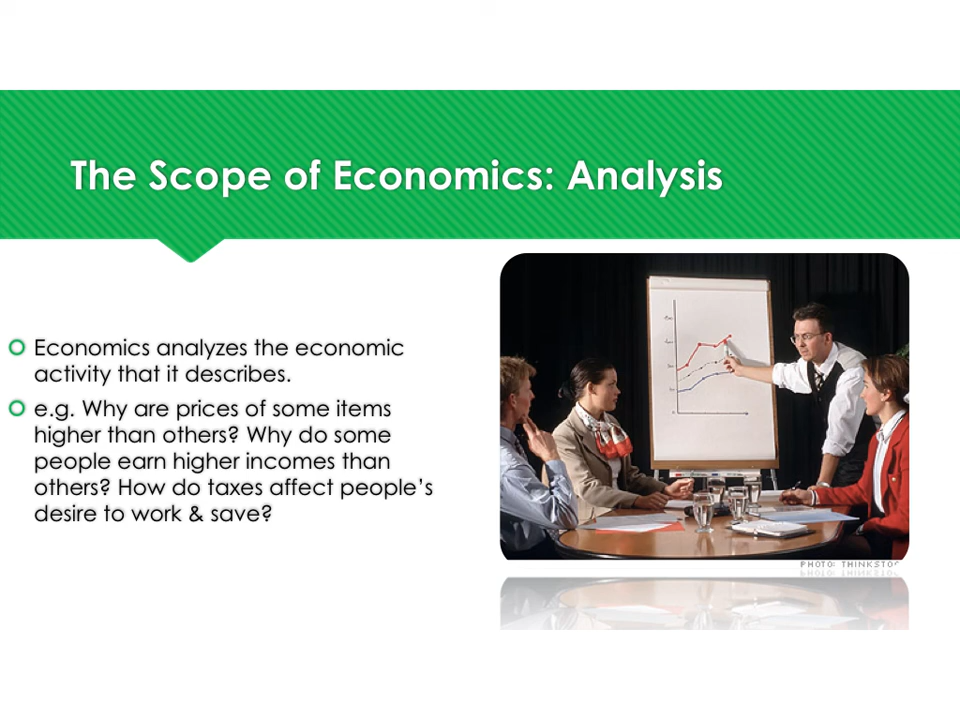 The Scope of Economics: Analysis
Economics analyzes the economic
activity that it describes.
e.g. Why are prices of some items
higher than others? Why do some
people earn higher incomes than
others? How do taxes affect people’s
desire to work & save?
PHOTO: THINKSTOC